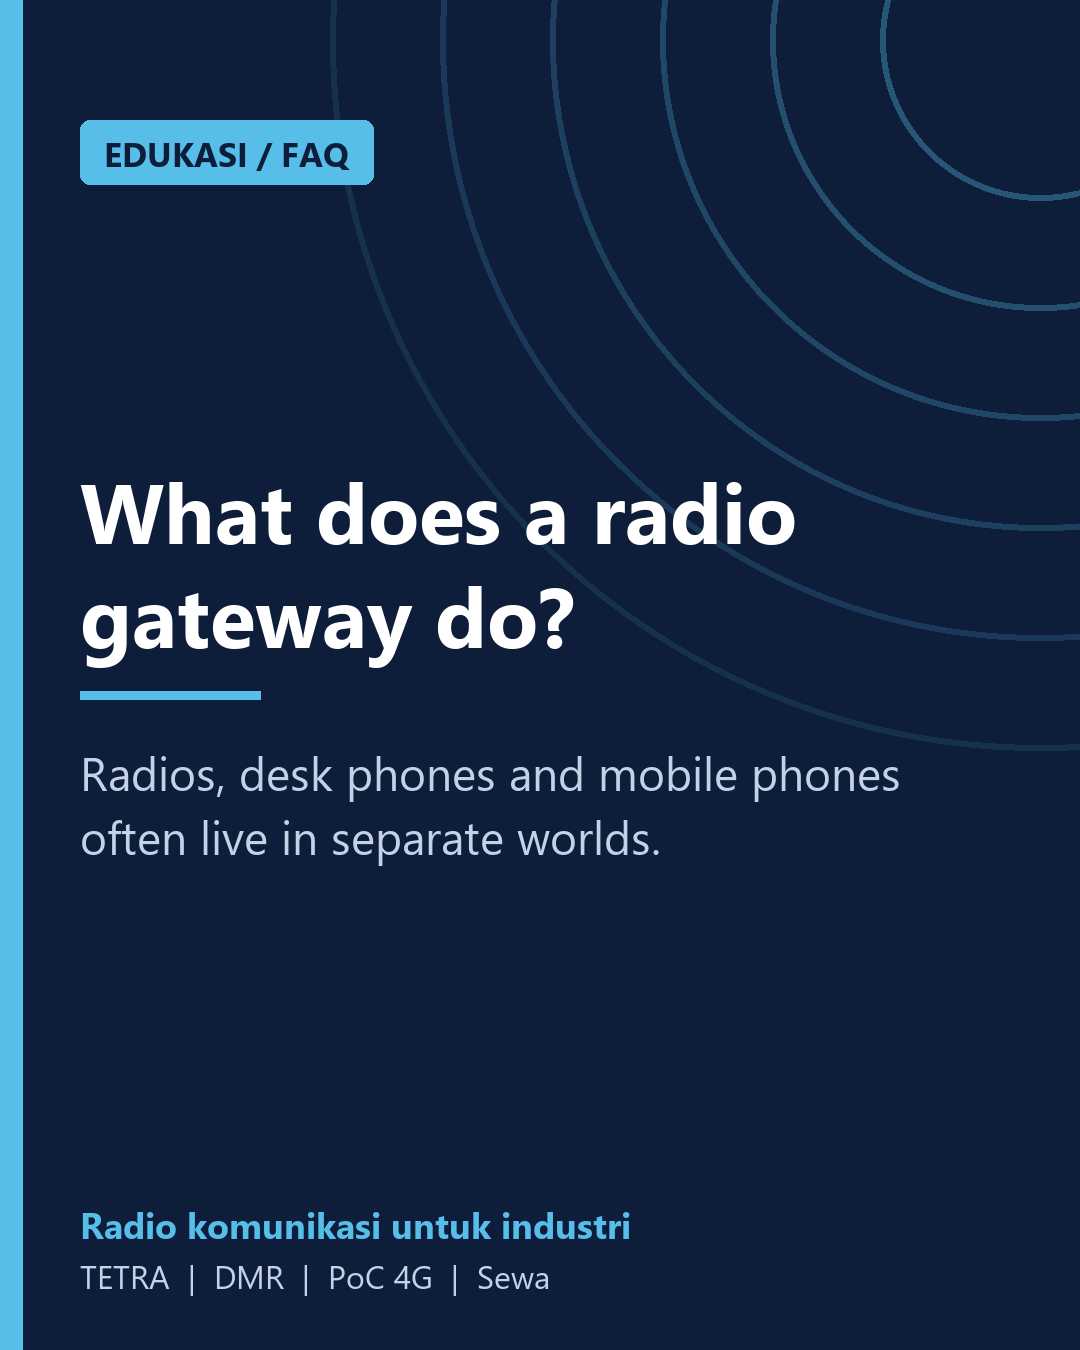 EDUKASI / FAQ
What does a radio
gateway do?
Radios, desk phones and mobile phones
often live in separate worlds.
Radio komunikasi untuk industri
TETRA | DMR | PoC 4G | Sewa